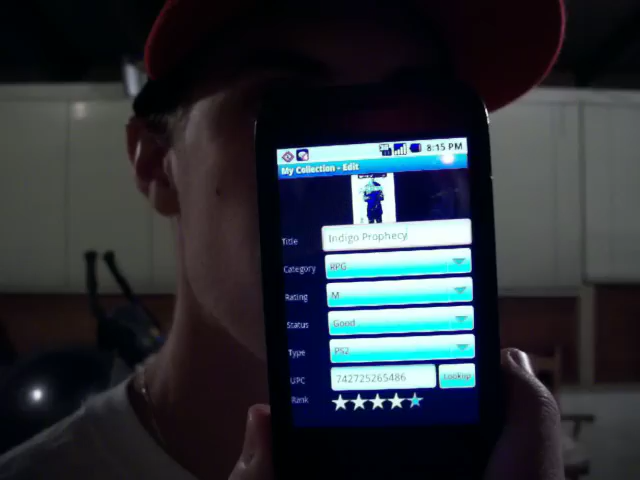 8:15 PM
My Collection - Edit
Title Indigo Prophecy
Category RPG
Rating M
Status Good
Type PS2
UPC 742725265486 Lookup
Rank